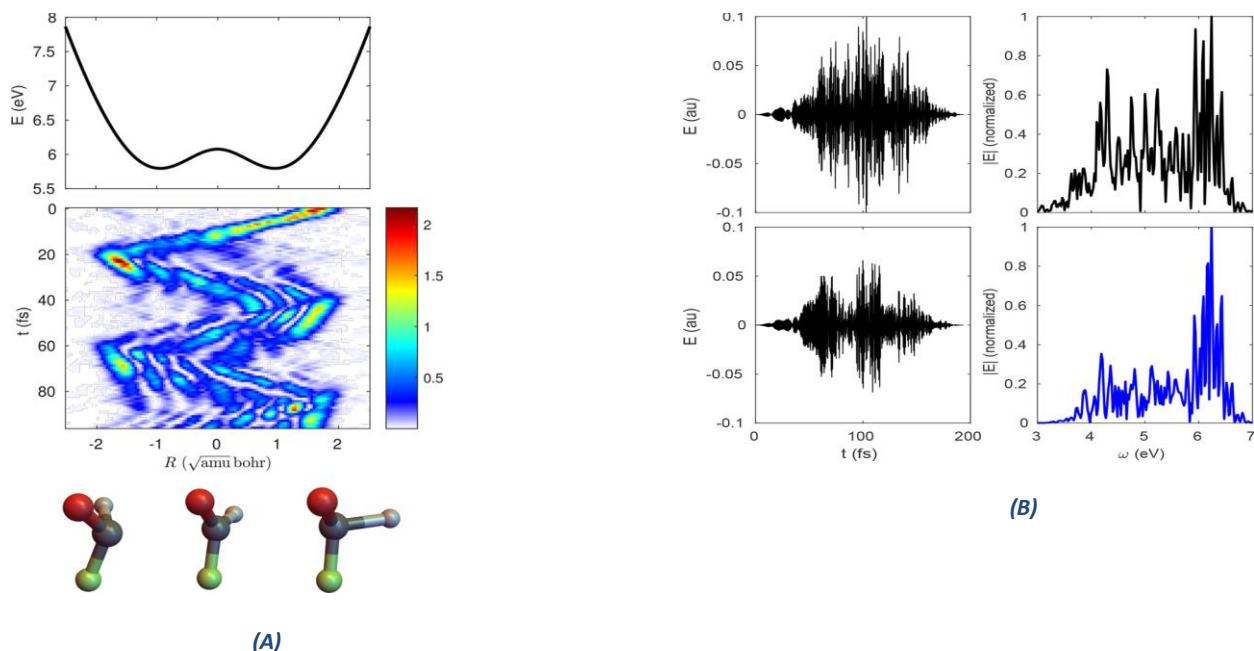 8
7.5
7
6.5
6
5.5
E (eV)
0
20
40
60
80
t (fs)
-2 -1 0 1 2
R (√amu bohr)
2
1.5
1
0.5
(A)
0.1
0.05
0
-0.05
-0.1
E (au)
1
0.8
0.6
0.4
0.2
0
|E| (normalized)
0.1
0.05
0
-0.05
-0.1
E (au)
0 100 200
t (fs)
1
0.8
0.6
0.4
0.2
0
|E| (normalized)
3 4 5 6 7
ω (eV)
(B)